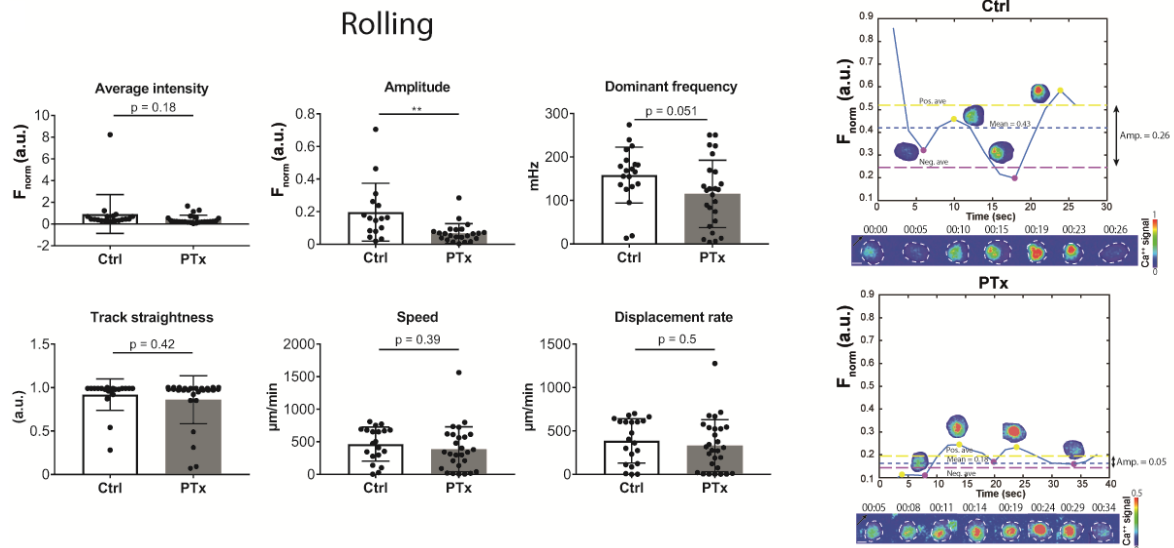 Rolling
Average intensity
p = 0.18
F norm (a.u.)
10
8
6
4
2
0
-2
Ctrl
PTx
Amplitude
**
F norm (a.u.)
0.8
0.6
0.4
0.2
0.0
Ctrl
PTx
Dominant frequency
p = 0.051
mHz
300
200
100
0
Ctrl
PTx
Track straightness
p = 0.42
(a.u.)
1.5
1.0
0.5
0
Ctrl
PTx
Speed
p = 0.39
μm/min
2000
1500
1000
500
0
Ctrl
PTx
Displacement rate
p = 0.5
μm/min
1500
1000
500
0
Ctrl
PTx
Ctrl
F norm (a.u.)
0.9
0.8
0.7
0.6
0.5
0.4
0.3
0.2
0.1
Pos. ave
Mean = 0.43
Neg. ave
Amp. = 0.26
0 5 10 15 20 25 30
Time (sec)
00:00 00:05 00:10 00:15 00:19 00:23 00:26
Ca++ signal
1
0
PTx
F norm (a.u.)
0.9
0.8
0.7
0.6
0.5
0.4
0.3
0.2
0.1
Pos. ave
Mean = 0.18
Neg. ave
Amp. = 0.05
0 5 10 15 20 25 30 35 40
Time (sec)
00:05 00:08 00:11 00:14 00:19 00:24 00:29 00:34
Ca++ signal
0.5
0